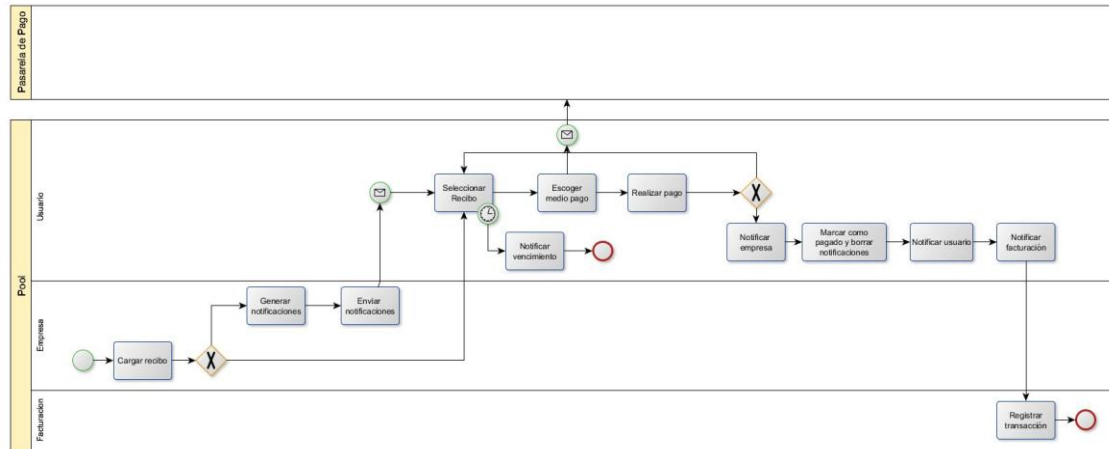 Pasarela de Pago
Pool
Usuario
Seleccionar
Recibo
Escoger
medio pago
Realizar pago
Notificar
vencimiento
Notificar
empresa
Marcar como
pagado y borrar
notificaciones
Notificar usuario
Notificar
facturación
Empresa
Generar
notificaciones
Enviar
notificaciones
Cargar recibo
Facturacion
Registrar
transacción